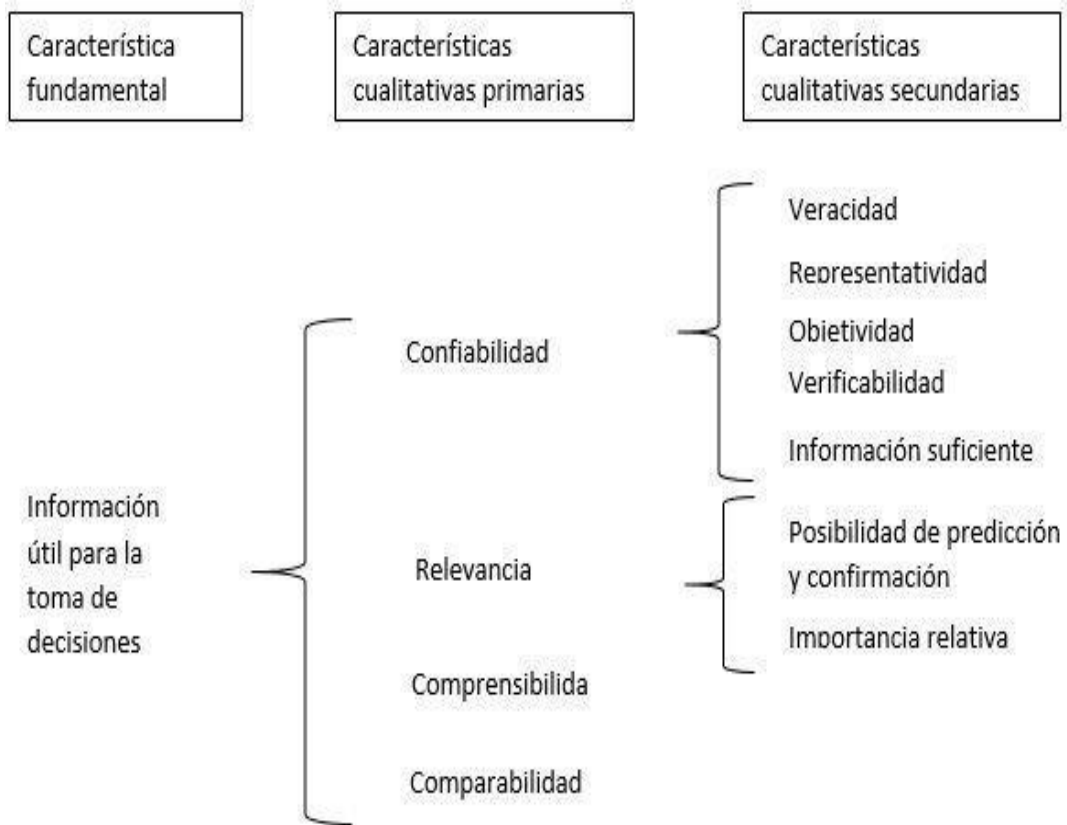 Característica
fundamental
Características
cualitativas primarias
Características
cualitativas secundarias
Información
útil para la
toma de
decisiones
Confiabilidad
Relevancia
Comprensibilida
Comparabilidad
Veracidad
Representatividad
Objetividad
Verificabilidad
Información suficiente
Posibilidad de predicción
y confirmación
Importancia relativa